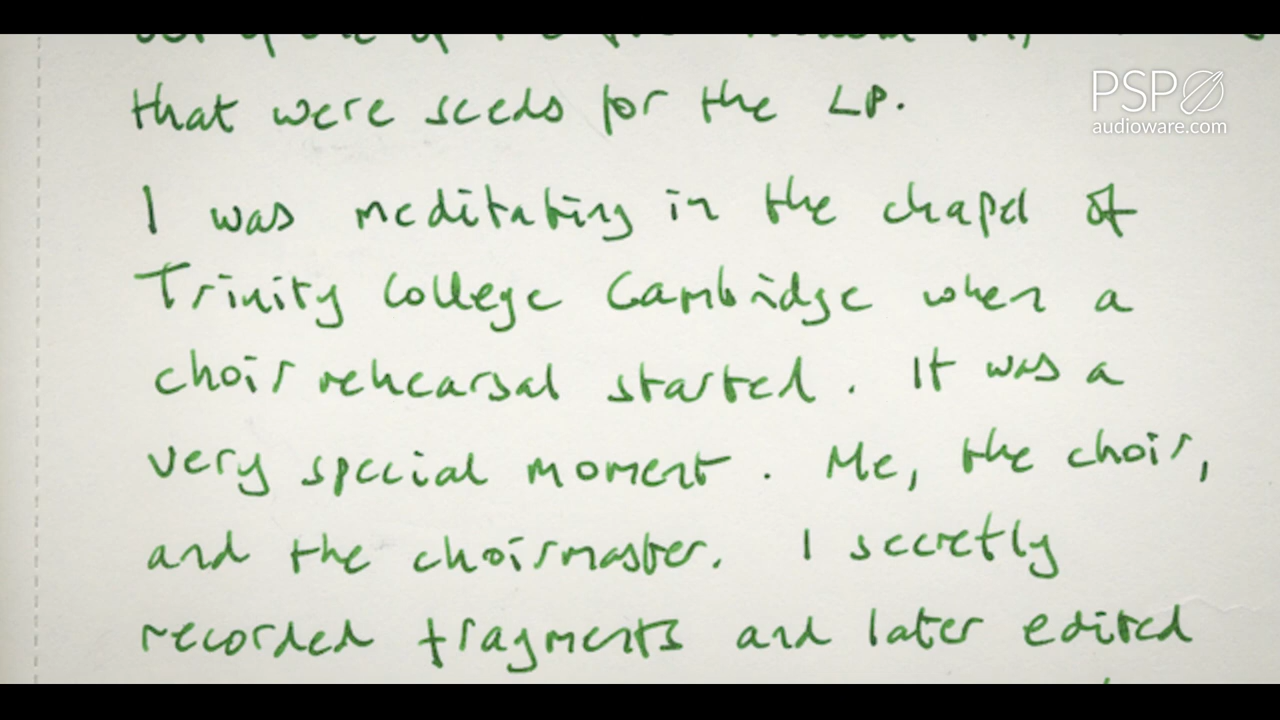 that were seeds for the LP.
PSP
audioware.com
I was meditating in the chapel of
Trinity College Cambridge when a
choir rehearsal started. It was a
very special moment. Me, the choir,
and the choirmaster. I secretly
recorded fragments and later edited